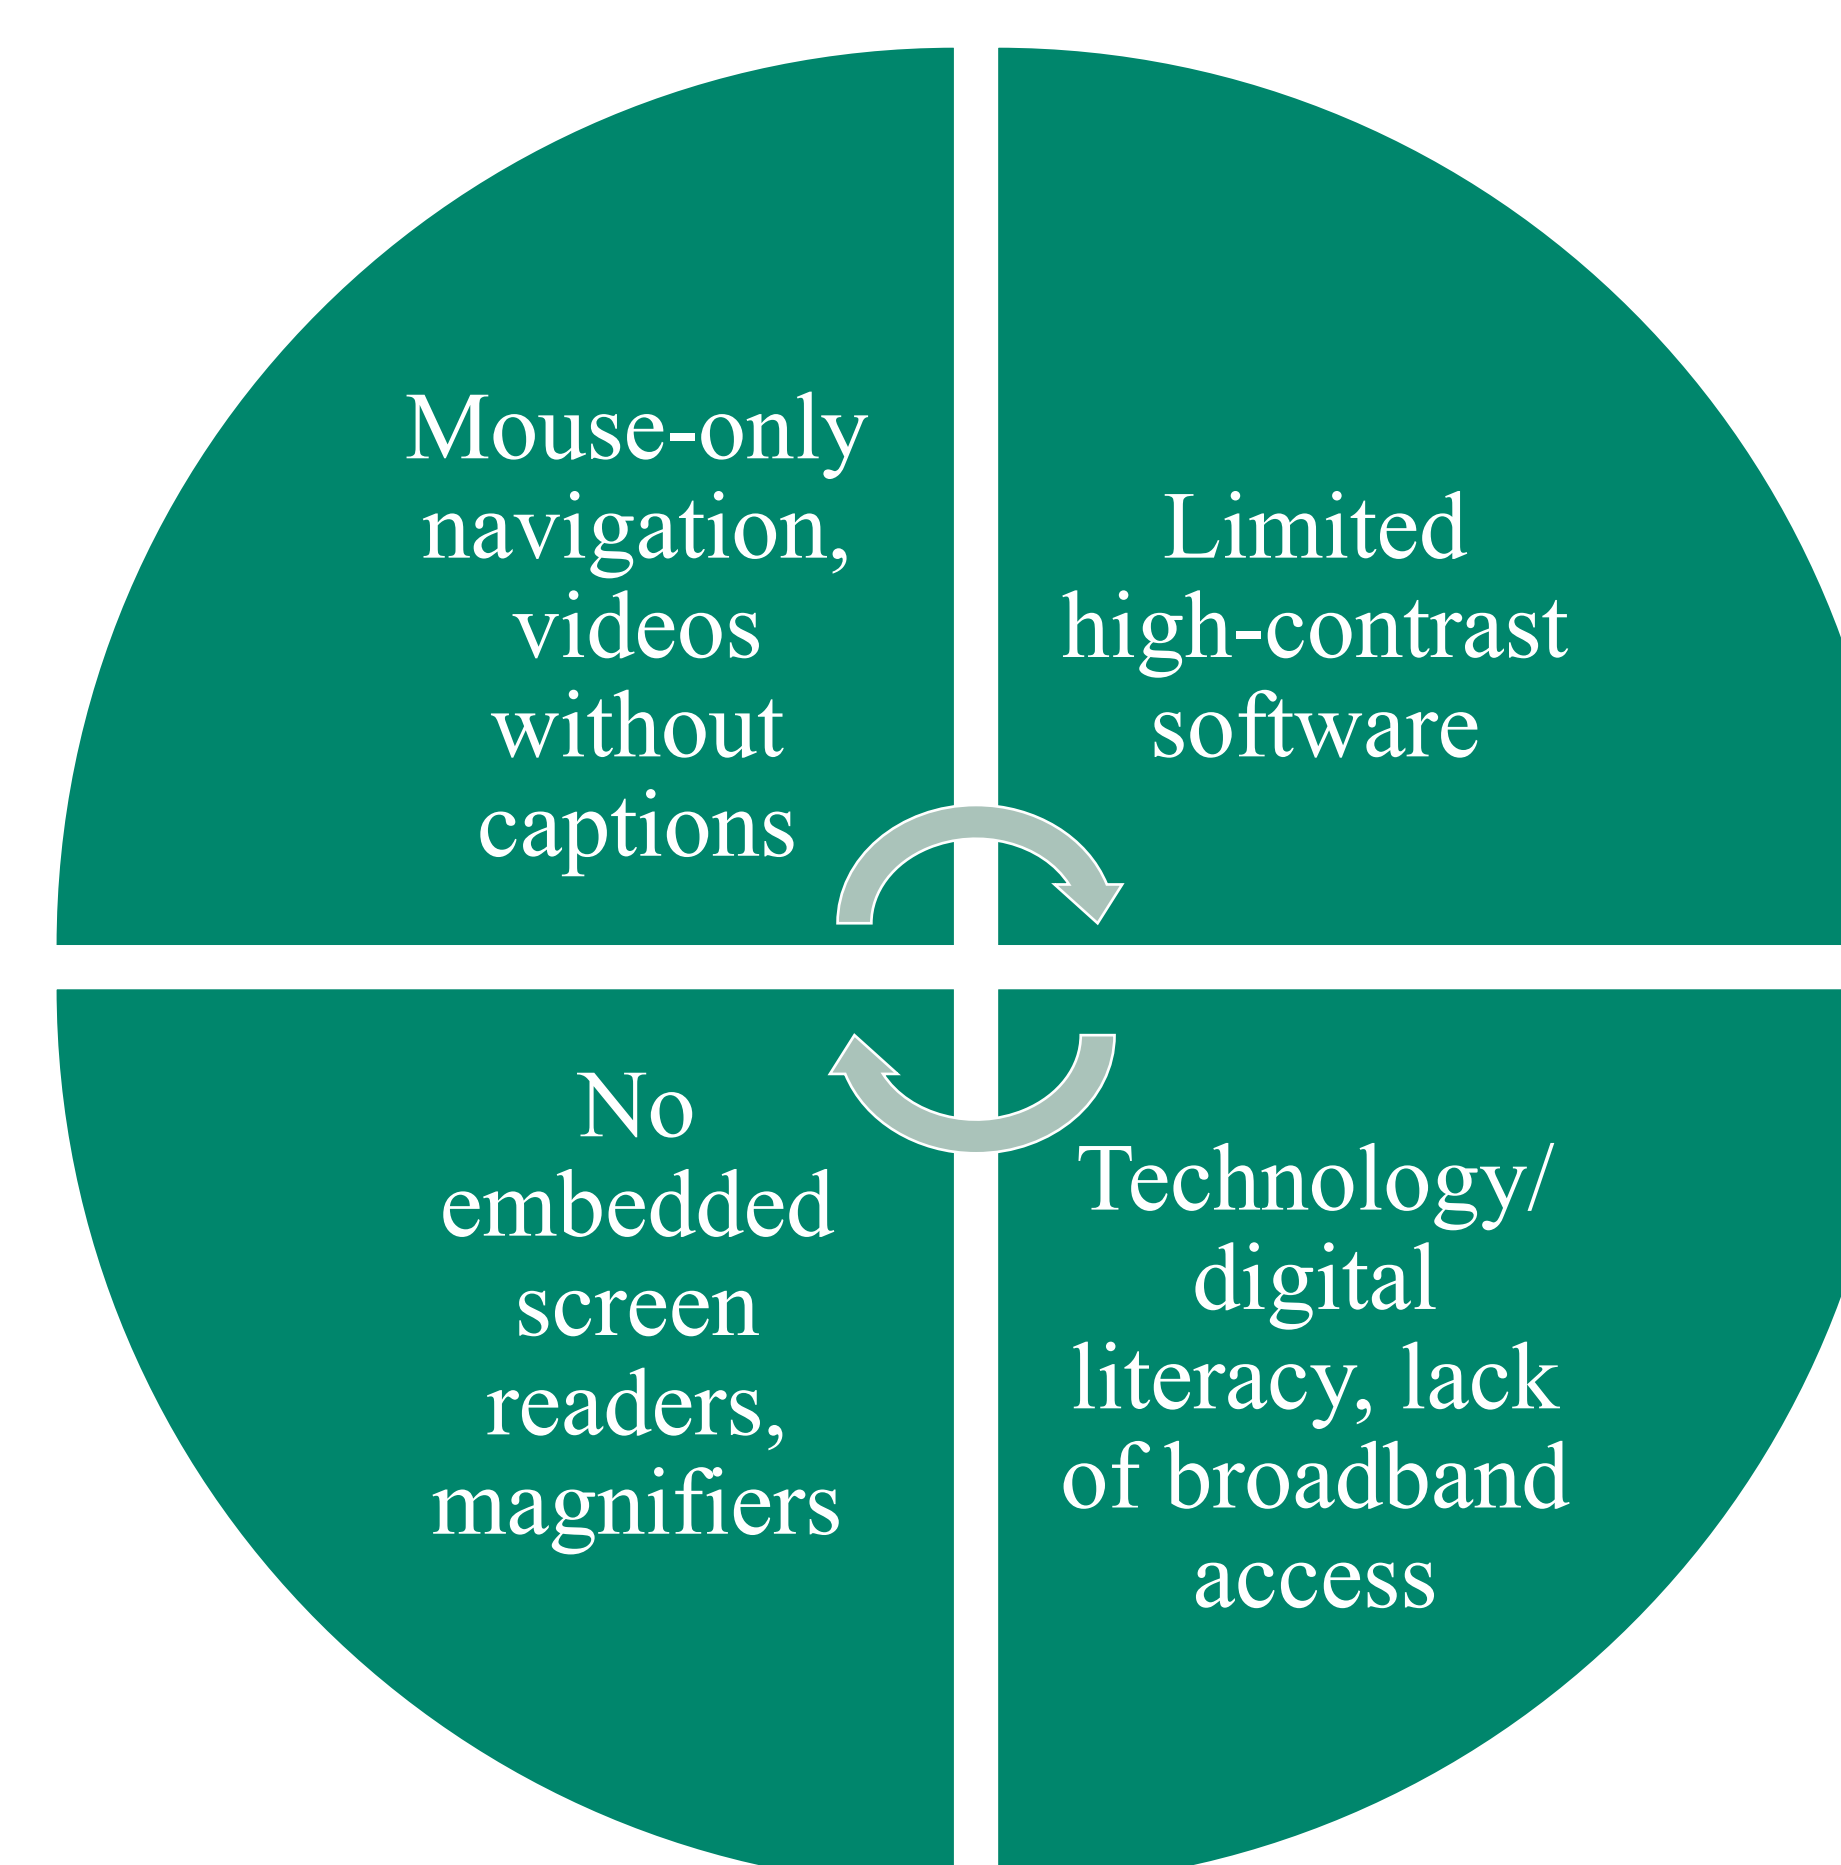 Mouse-only
navigation,
videos
without
captions
Limited
high-contrast
software
No
embedded
screen
readers,
magnifiers
Technology/
digital
literacy, lack
of broadband
access